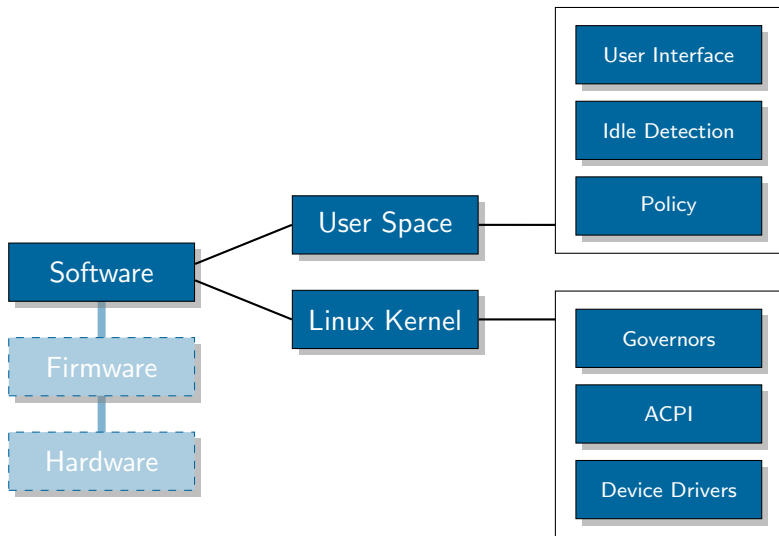 User Interface
Idle Detection
Policy
User Space
Software
Linux Kernel
Firmware
Hardware
Governors
ACPI
Device Drivers